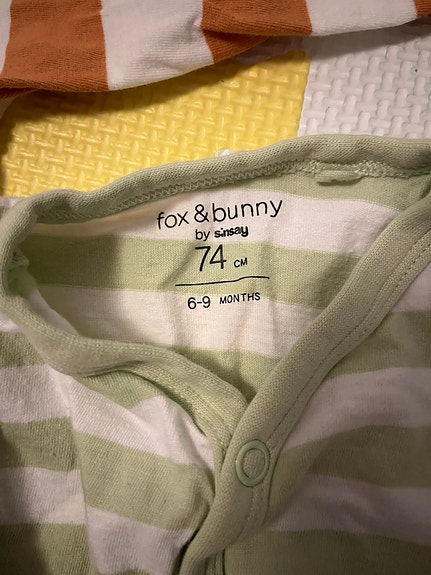 fox & bunny
by sinsay
74 CM
6-9 MONTHS